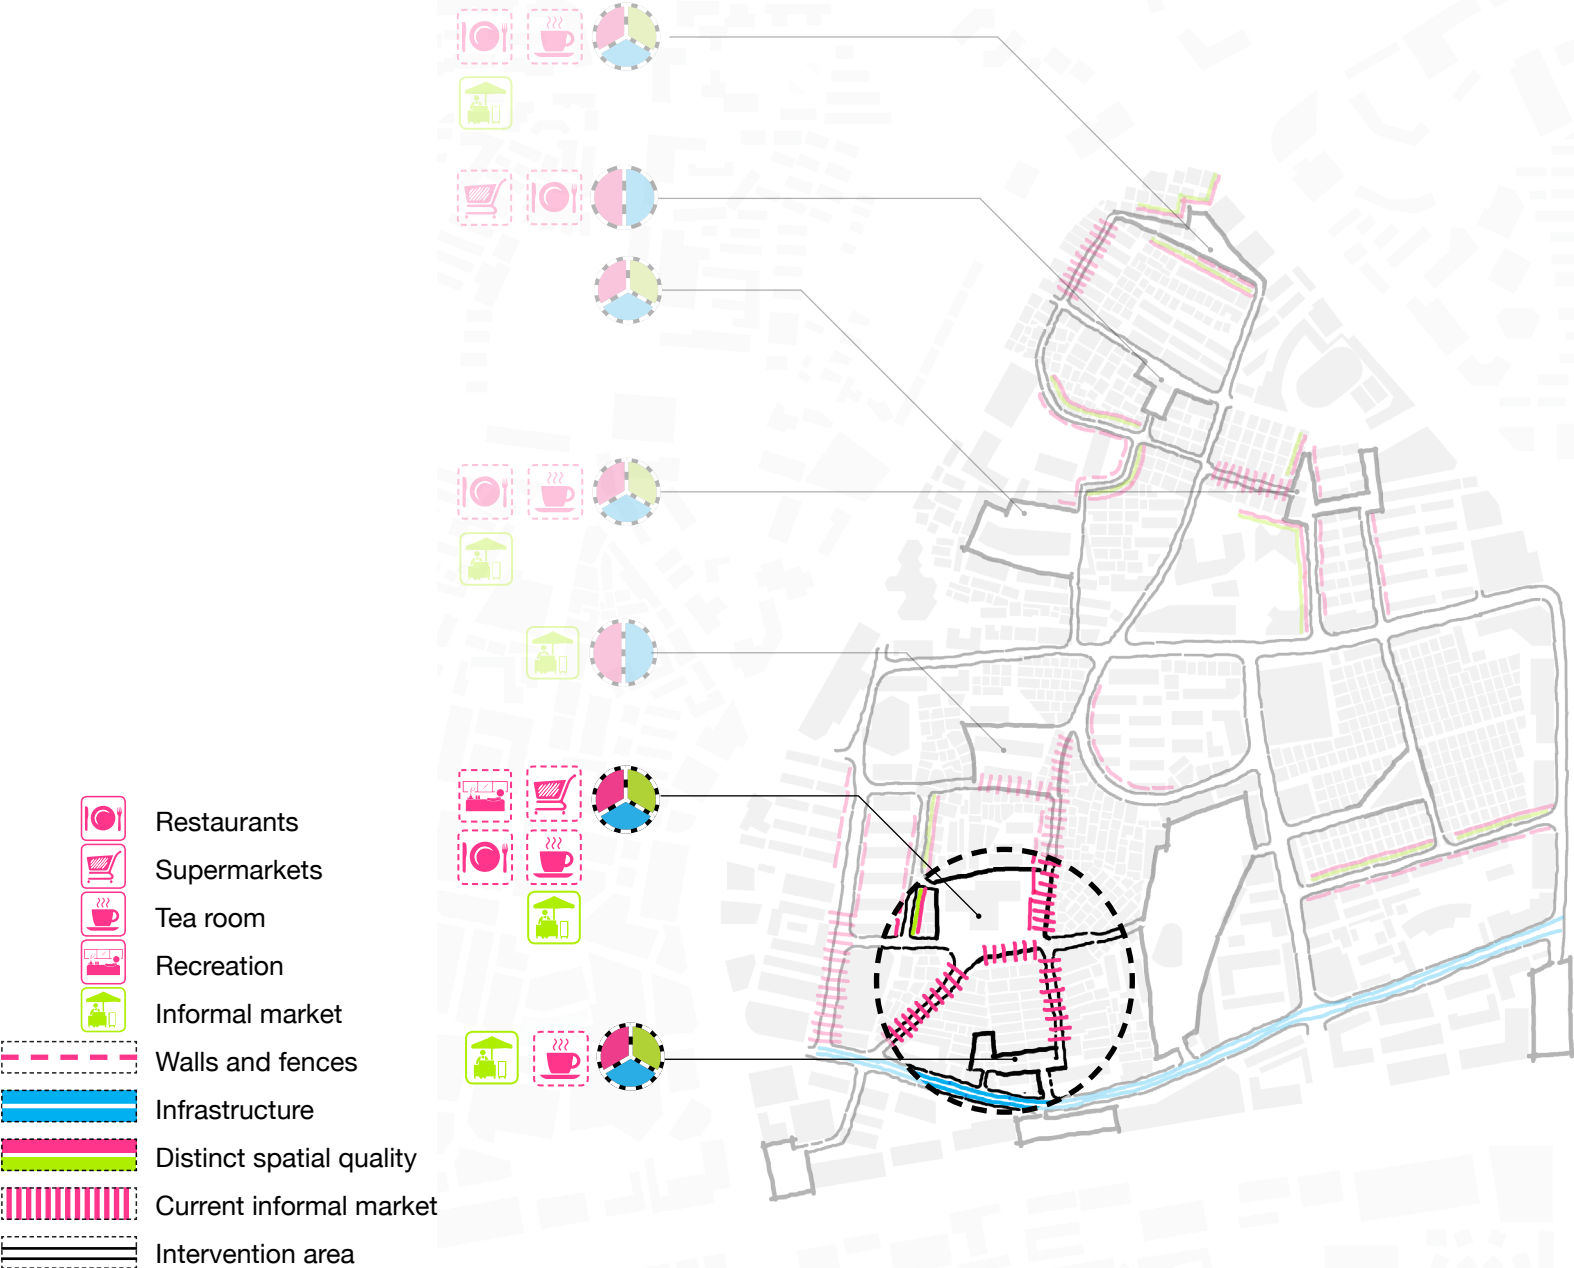 Restaurants
Supermarkets
Tea room
Recreation
Informal market
Walls and fences
Infrastructure
Distinct spatial quality
Current informal market
Intervention area